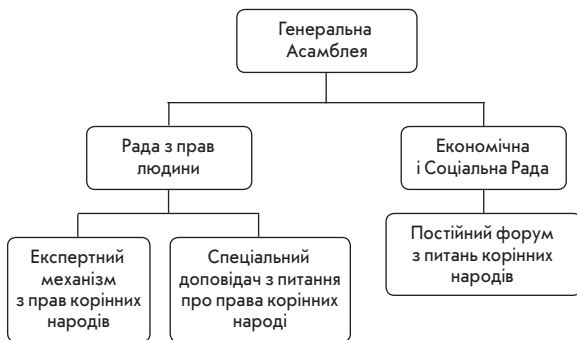 Генеральна
Асамблея
Рада з прав
людини
Економічна
і Соціальна Рада
Експертний
механізм
з прав корінних
народів
Спеціальний
доповідач з питання
про права корінних
народі
Постійний форум
з питань корінних
народів